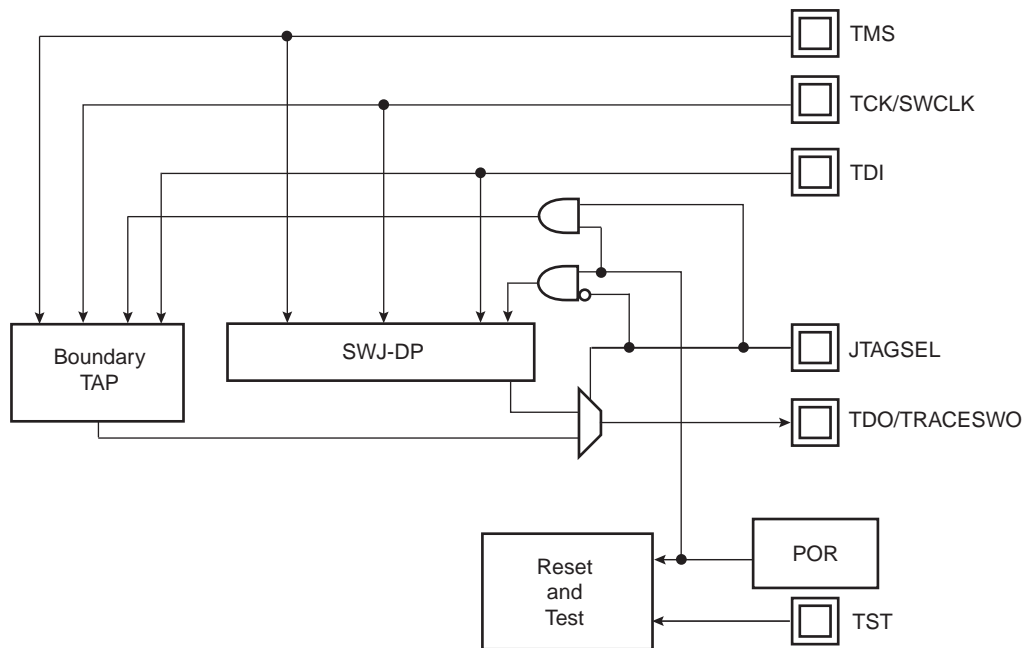 TMS
TCK/SWCLK
TDI
Boundary
TAP
SWJ-DP
JTAGSEL
TDO/TRACESWO
Reset
and
Test
POR
TST